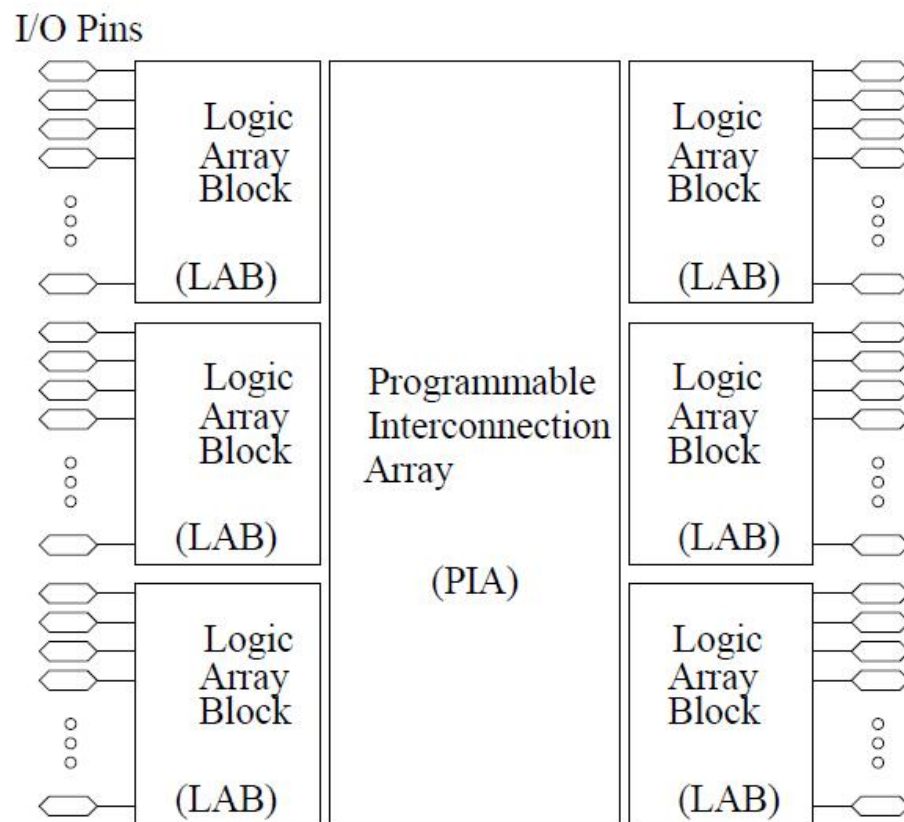 I/O Pins
Logic
Array
Block
(LAB)
Logic
Array
Block
(LAB)
Logic
Array
Block
(LAB)
Programmable
Interconnection
Array
(PIA)
Logic
Array
Block
(LAB)
Logic
Array
Block
(LAB)
Logic
Array
Block
(LAB)